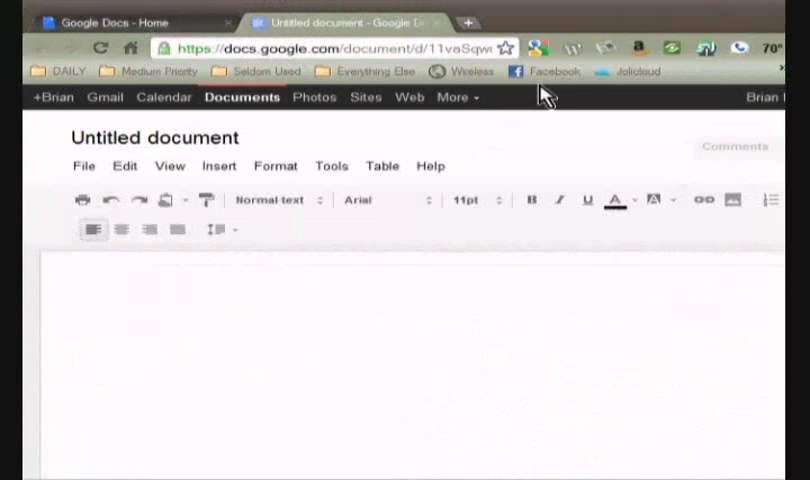 Google Docs - Home
Untitled document - Google D
https://docs.google.com/document/d/11vaSqw
70°
DAILY Medium Priority Seldom Used Everything Else Wireless Facebook Jolicloud
+Brian Gmail Calendar Documents Photos Sites Web More Brian
Untitled document
Comments
File Edit View Insert Format Tools Table Help
Normal text Arial 11pt B I U A A